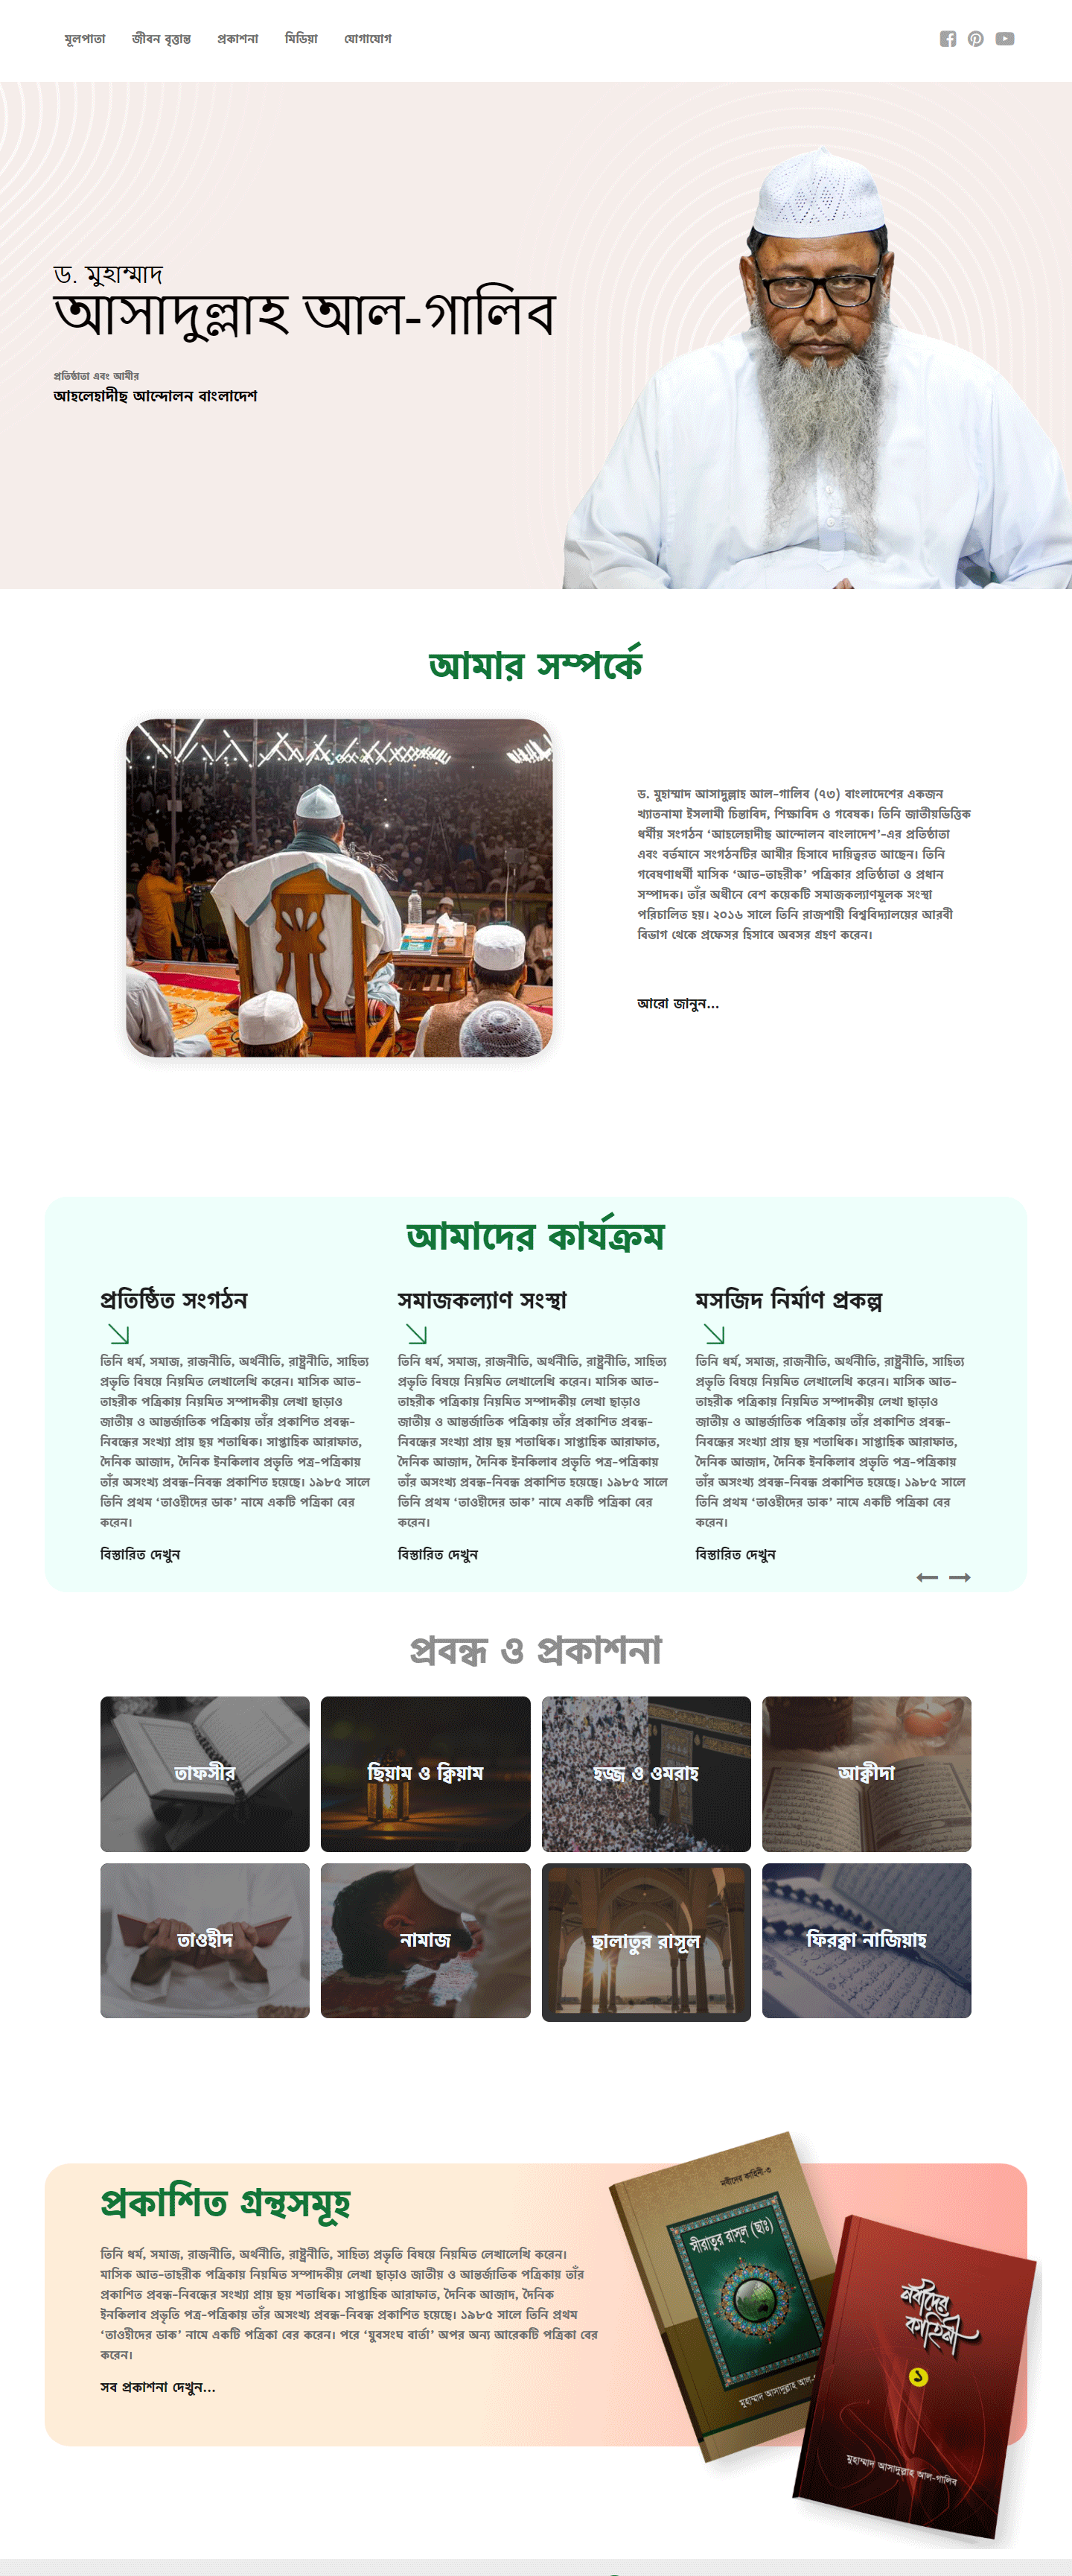 মূলপাতা জীবন বৃত্তান্ত প্রকাশনা মিডিয়া যোগাযোগ
ড. মুহাম্মাদ
আসাদুল্লাহ আল-গালিব
প্রতিষ্ঠাতা এবং আমীর
আহলেহাদীছ আন্দোলন বাংলাদেশ
আমার সম্পর্কে
ড. মুহাম্মাদ আসাদুল্লাহ আল-গালিব (৭৩) বাংলাদেশের একজন
খ্যাতনামা ইসলামী চিন্তাবিদ, শিক্ষাবিদ ও গবেষক। তিনি জাতীয়ভিত্তিক
ধর্মীয় সংগঠন ‘আহলেহাদীছ আন্দোলন বাংলাদেশ’-এর প্রতিষ্ঠাতা
এবং বর্তমানে সংগঠনটির আমীর হিসাবে দায়িত্বরত আছেন। তিনি
গবেষণাধর্মী মাসিক ‘আত-তাহরীক’ পত্রিকার প্রতিষ্ঠাতা ও প্রধান
সম্পাদক। তাঁর অধীনে বেশ কয়েকটি সমাজকল্যাণমূলক সংস্থা
পরিচালিত হয়। ২০১৬ সালে তিনি রাজশাহী বিশ্ববিদ্যালয়ের আরবী
বিভাগ থেকে প্রফেসর হিসাবে অবসর গ্রহণ করেন।
আরো জানুন...
আমাদের কার্যক্রম
প্রতিষ্ঠিত সংগঠন
তিনি ধর্ম, সমাজ, রাজনীতি, অর্থনীতি, রাষ্ট্রনীতি, সাহিত্য
প্রভৃতি বিষয়ে নিয়মিত লেখালেখি করেন। মাসিক আত-
তাহরীক পত্রিকায় নিয়মিত সম্পাদকীয় লেখা ছাড়াও
জাতীয় ও আন্তর্জাতিক পত্রিকায় তাঁর প্রকাশিত প্রবন্ধ-
নিবন্ধের সংখ্যা প্রায় ছয় শতাধিক। সাপ্তাহিক আরাফাত,
দৈনিক আজাদ, দৈনিক ইনকিলাব প্রভৃতি পত্র-পত্রিকায়
তাঁর অসংখ্য প্রবন্ধ-নিবন্ধ প্রকাশিত হয়েছে। ১৯৮৫ সালে
তিনি প্রথম ‘তাওহীদের ডাক’ নামে একটি পত্রিকা বের
করেন।
বিস্তারিত দেখুন
সমাজকল্যাণ সংস্থা
তিনি ধর্ম, সমাজ, রাজনীতি, অর্থনীতি, রাষ্ট্রনীতি, সাহিত্য
প্রভৃতি বিষয়ে নিয়মিত লেখালেখি করেন। মাসিক আত-
তাহরীক পত্রিকায় নিয়মিত সম্পাদকীয় লেখা ছাড়াও
জাতীয় ও আন্তর্জাতিক পত্রিকায় তাঁর প্রকাশিত প্রবন্ধ-
নিবন্ধের সংখ্যা প্রায় ছয় শতাধিক। সাপ্তাহিক আরাফাত,
দৈনিক আজাদ, দৈনিক ইনকিলাব প্রভৃতি পত্র-পত্রিকায়
তাঁর অসংখ্য প্রবন্ধ-নিবন্ধ প্রকাশিত হয়েছে। ১৯৮৫ সালে
তিনি প্রথম ‘তাওহীদের ডাক’ নামে একটি পত্রিকা বের
করেন।
বিস্তারিত দেখুন
মসজিদ নির্মাণ প্রকল্প
তিনি ধর্ম, সমাজ, রাজনীতি, অর্থনীতি, রাষ্ট্রনীতি, সাহিত্য
প্রভৃতি বিষয়ে নিয়মিত লেখালেখি করেন। মাসিক আত-
তাহরীক পত্রিকায় নিয়মিত সম্পাদকীয় লেখা ছাড়াও
জাতীয় ও আন্তর্জাতিক পত্রিকায় তাঁর প্রকাশিত প্রবন্ধ-
নিবন্ধের সংখ্যা প্রায় ছয় শতাধিক। সাপ্তাহিক আরাফাত,
দৈনিক আজাদ, দৈনিক ইনকিলাব প্রভৃতি পত্র-পত্রিকায়
তাঁর অসংখ্য প্রবন্ধ-নিবন্ধ প্রকাশিত হয়েছে। ১৯৮৫ সালে
তিনি প্রথম ‘তাওহীদের ডাক’ নামে একটি পত্রিকা বের
করেন।
বিস্তারিত দেখুন
প্রবন্ধ ও প্রকাশনা
তাফসীর
ছিয়াম ও ক্বিয়াম
হজ্জ ও ওমরাহ
আক্বীদা
তাওহীদ
নামাজ
ছালাতুর রাসূল
ফিরক্বা নাজিয়াহ
প্রকাশিত গ্রন্থসমূহ
তিনি ধর্ম, সমাজ, রাজনীতি, অর্থনীতি, রাষ্ট্রনীতি, সাহিত্য প্রভৃতি বিষয়ে নিয়মিত লেখালেখি করেন।
মাসিক আত-তাহরীক পত্রিকায় নিয়মিত সম্পাদকীয় লেখা ছাড়াও জাতীয় ও আন্তর্জাতিক পত্রিকায় তাঁর
প্রকাশিত প্রবন্ধ-নিবন্ধের সংখ্যা প্রায় ছয় শতাধিক। সাপ্তাহিক আরাফাত, দৈনিক আজাদ, দৈনিক
ইনকিলাব প্রভৃতি পত্র-পত্রিকায় তাঁর অসংখ্য প্রবন্ধ-নিবন্ধ প্রকাশিত হয়েছে। ১৯৮৫ সালে তিনি প্রথম
‘তাওহীদের ডাক’ নামে একটি পত্রিকা বের করেন। পরে ‘যুবসংঘ বার্তা’ অপর অন্য আরেকটি পত্রিকা বের
করেন।
সব প্রকাশনা দেখুন...
নবীদের কাহিনী-৩
সীরাতুর রাসূল (ছাঃ)
মুহাম্মাদ আসাদুল্লাহ আল-
নবীদের
কাহিনী
১
মুহাম্মাদ আসাদুল্লাহ আল-গালিব